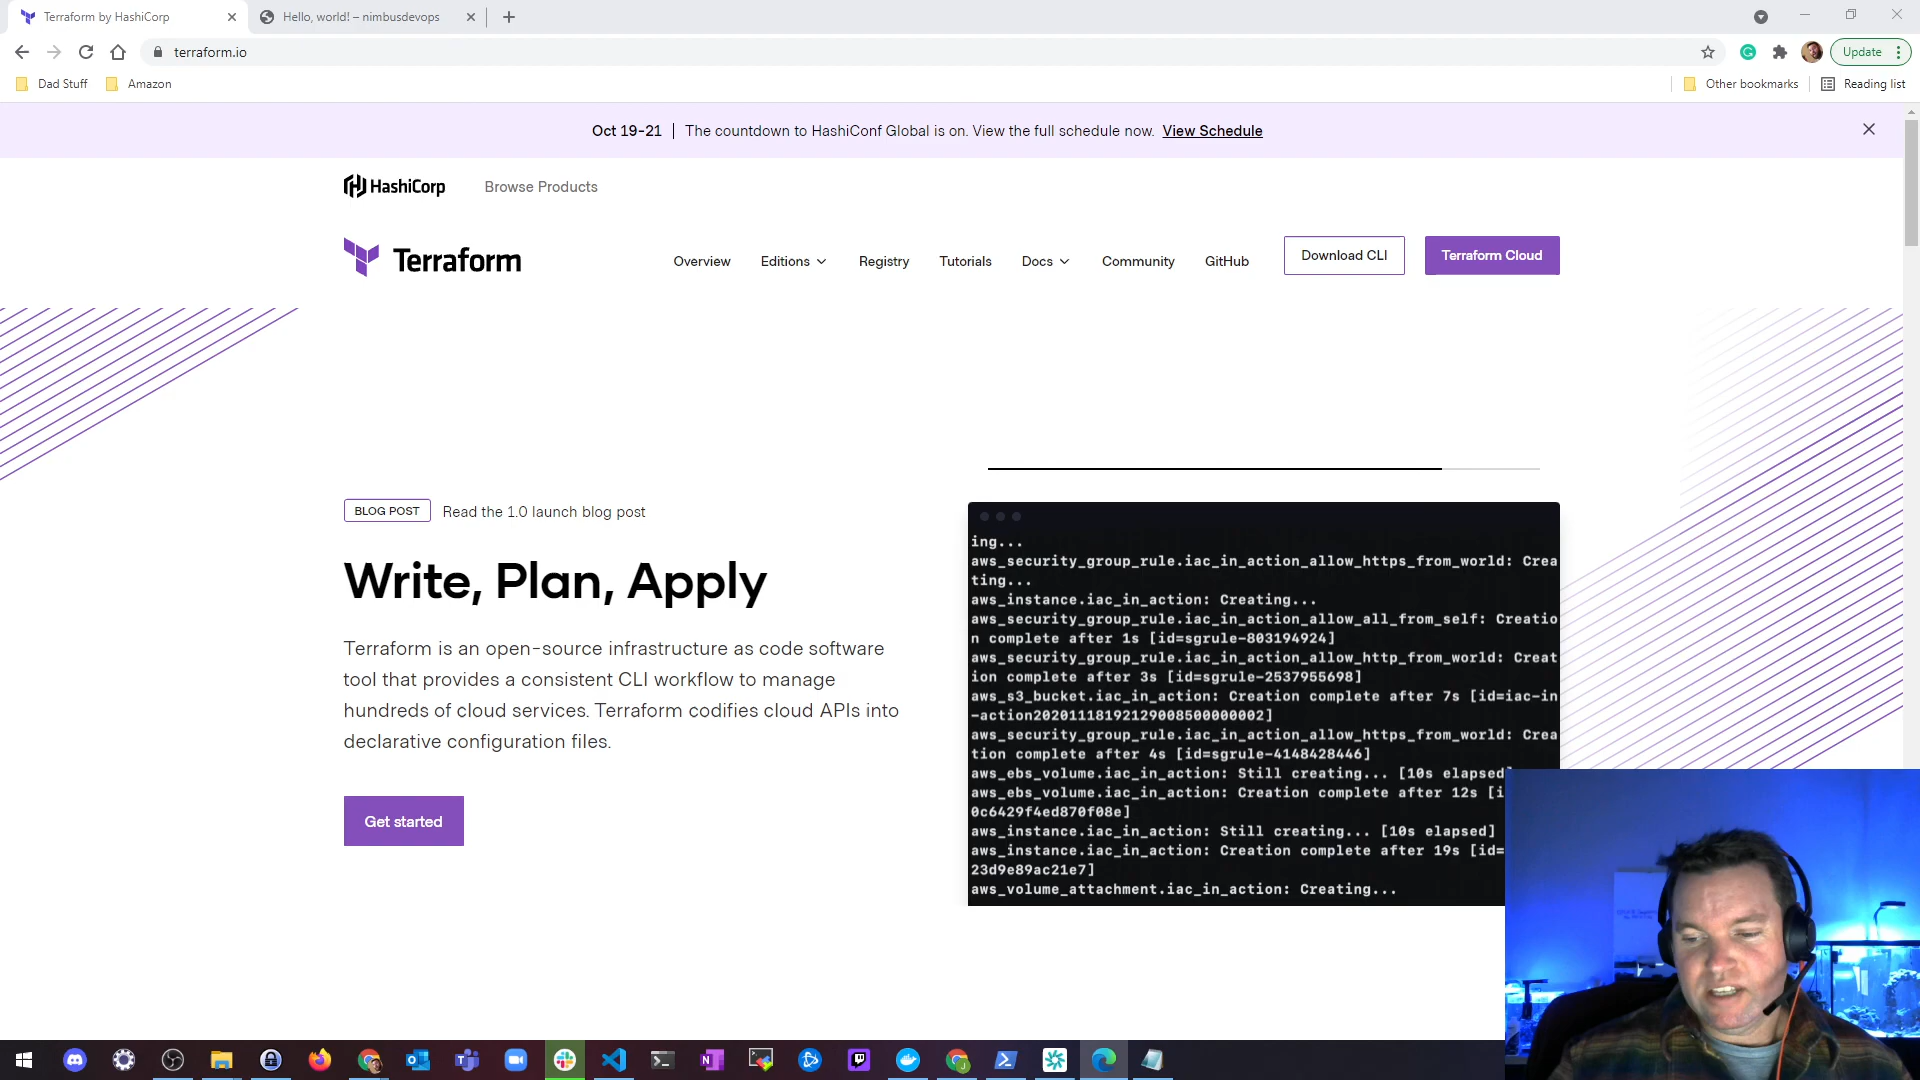 Terraform by HashiCorp
Hello, world! – nimbusdevops
terraform.io
Update
Dad Stuff
Amazon
Other bookmarks
Reading list
Oct 19-21 | The countdown to HashiConf Global is on. View the full schedule now. View Schedule
HashiCorp
Browse Products
Terraform
Overview
Editions
Registry
Tutorials
Docs
Community
GitHub
Download CLI
Terraform Cloud
BLOG POST
Read the 1.0 launch blog post
Write, Plan, Apply
Terraform is an open-source infrastructure as code software
tool that provides a consistent CLI workflow to manage
hundreds of cloud services. Terraform codifies cloud APIs into
declarative configuration files.
Get started
ing...
aws_security_group_rule.iac_in_action_allow_https_from_world: Crea
ting...
aws_instance.iac_in_action: Creating...
aws_security_group_rule.iac_in_action_allow_all_from_self: Creatio
n complete after 1s [id=sgrule-803194924]
aws_security_group_rule.iac_in_action_allow_http_from_world: Creat
ion complete after 3s [id=sgrule-2537955698]
aws_s3_bucket.iac_in_action: Creation complete after 7s [id=iac-in
-action20201118192129008500000002]
aws_security_group_rule.iac_in_action_allow_https_from_world: Crea
tion complete after 4s [id=sgrule-4148428446]
aws_ebs_volume.iac_in_action: Still creating... [10s elapsed]
aws_ebs_volume.iac_in_action: Creation complete after 12s [i
0c6429f4ed870f08e]
aws_instance.iac_in_action: Still creating... [10s elapsed]
aws_instance.iac_in_action: Creation complete after 19s [id=
23d9e89ac21e7]
aws_volume_attachment.iac_in_action: Creating...